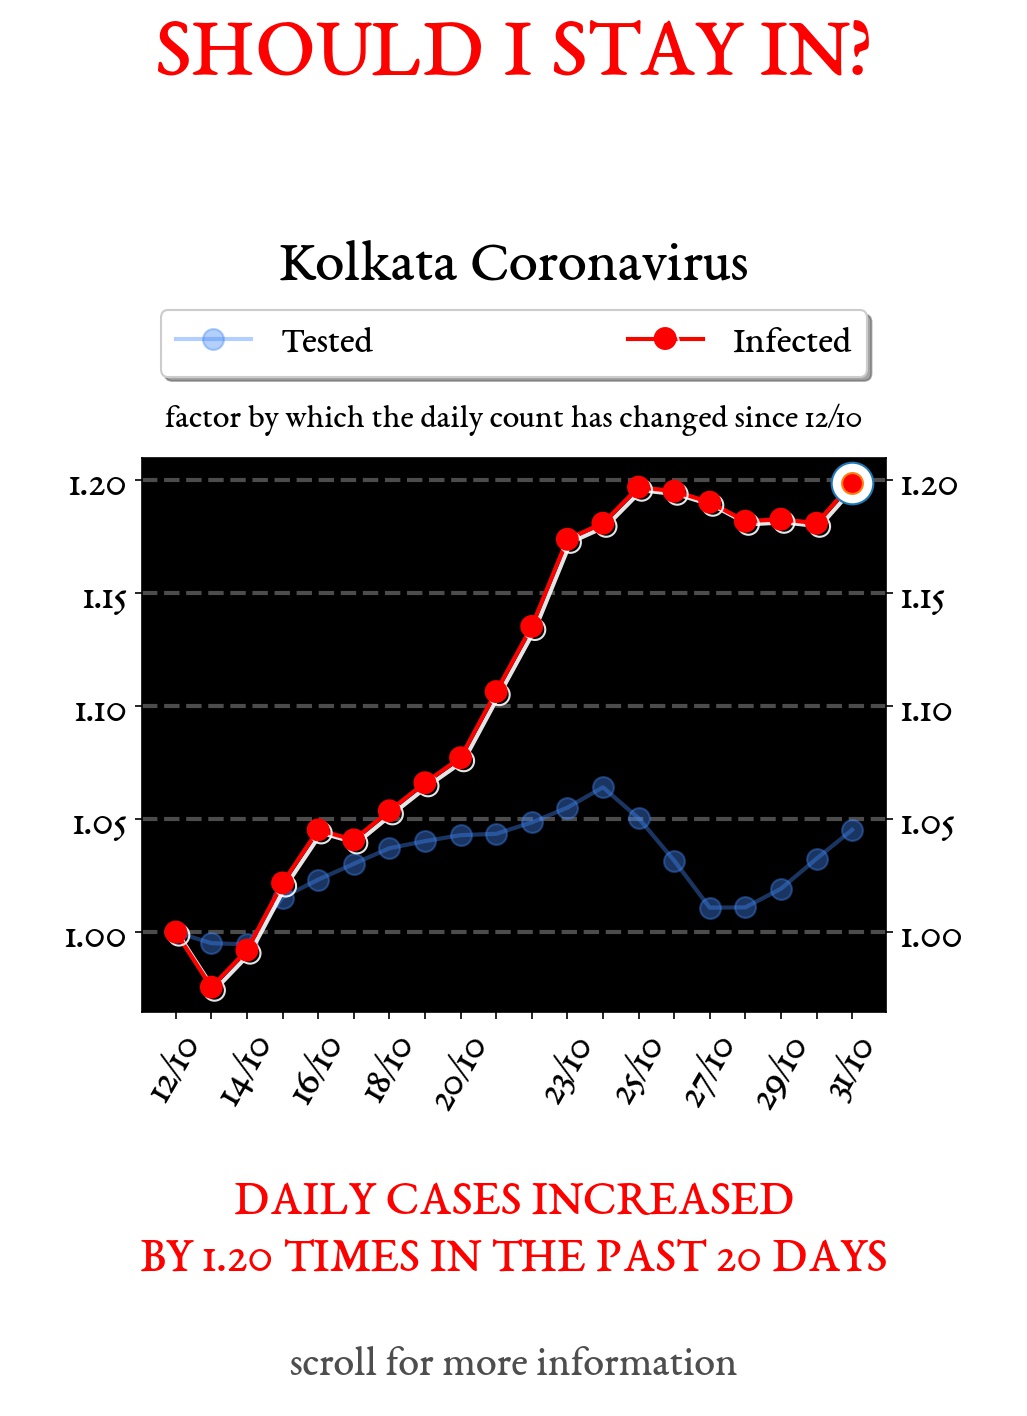 SHOULD I STAY IN?
Kolkata Coronavirus
Tested Infected
factor by which the daily count has changed since 12/10
1.20 1.20
1.15 1.15
1.10 1.10
1.05 1.05
1.00 1.00
12/10 14/10 16/10 18/10 20/10 23/10 25/10 27/10 29/10 31/10
DAILY CASES INCREASED
BY 1.20 TIMES IN THE PAST 20 DAYS
scroll for more information